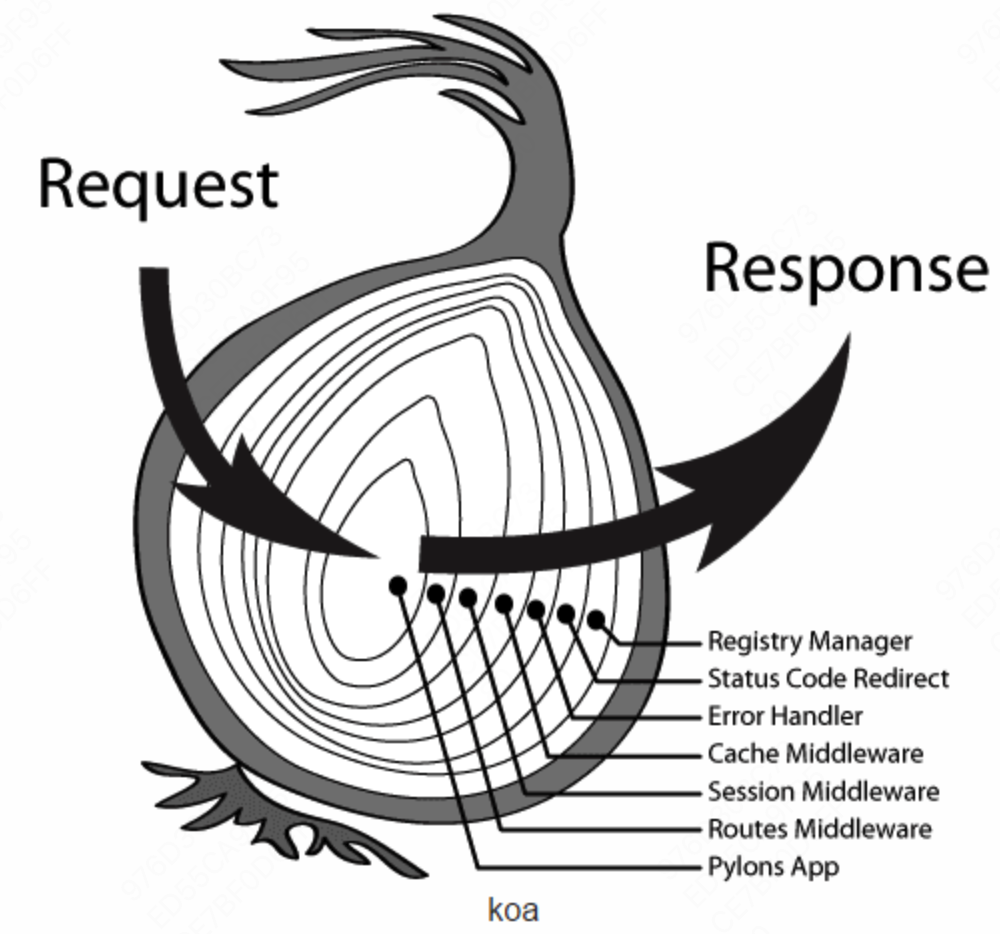 Request
Response
Registry Manager
Status Code Redirect
Error Handler
Cache Middleware
Session Middleware
Routes Middleware
Pylons App
koa